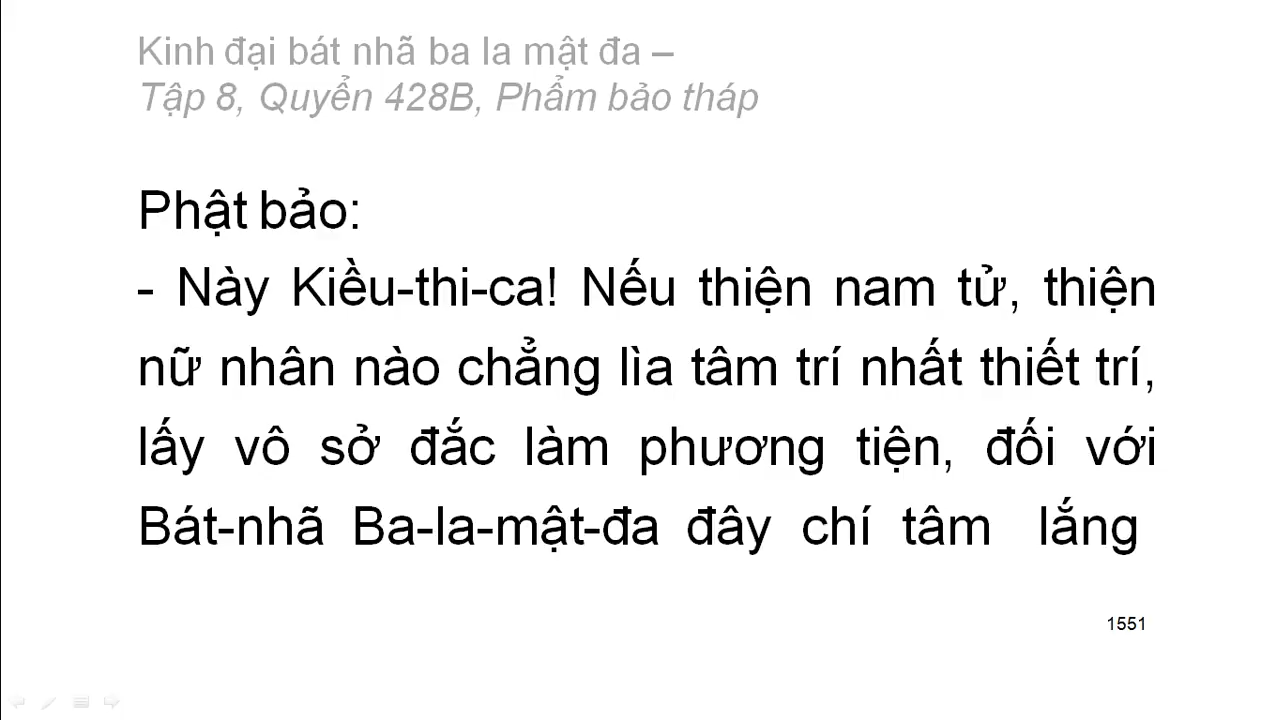 Kinh đại bát nhã ba la mật đa –
Tập 8, Quyển 428B, Phẩm bảo tháp
Phật bảo:
- Này Kiều-thi-ca! Nếu thiện nam tử, thiện
nữ nhân nào chẳng lìa tâm trí nhất thiết trí,
lấy vô sở đắc làm phương tiện, đối với
Bát-nhã Ba-la-mật-đa đây chí tâm lắng
1551